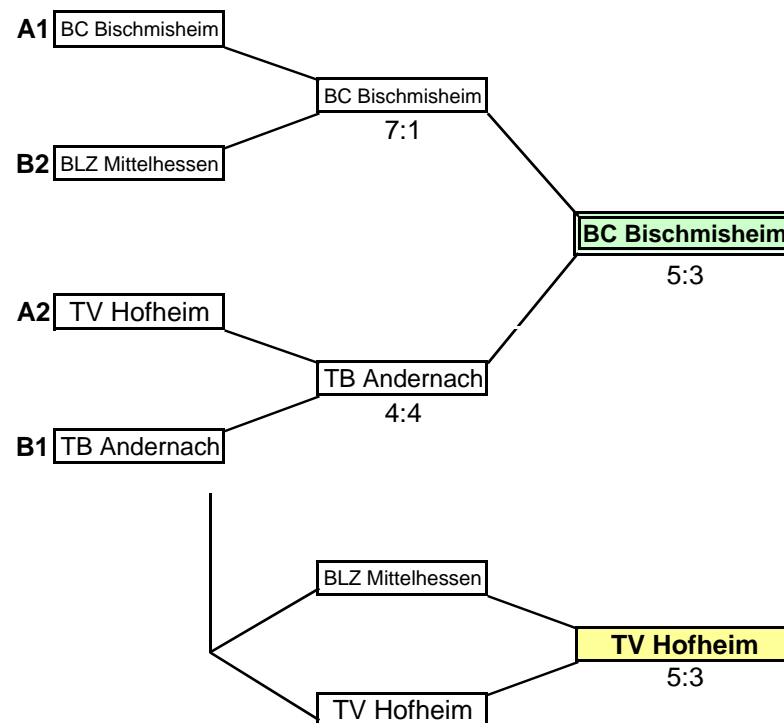 A1 BC Bischmisheim
BC Bischmisheim
7:1
B2 BLZ Mittelhessen
BC Bischmisheim
5:3
A2 TV Hofheim
TB Andernach
4:4
B1 TB Andernach
BLZ Mittelhessen
TV Hofheim
5:3
TV Hofheim